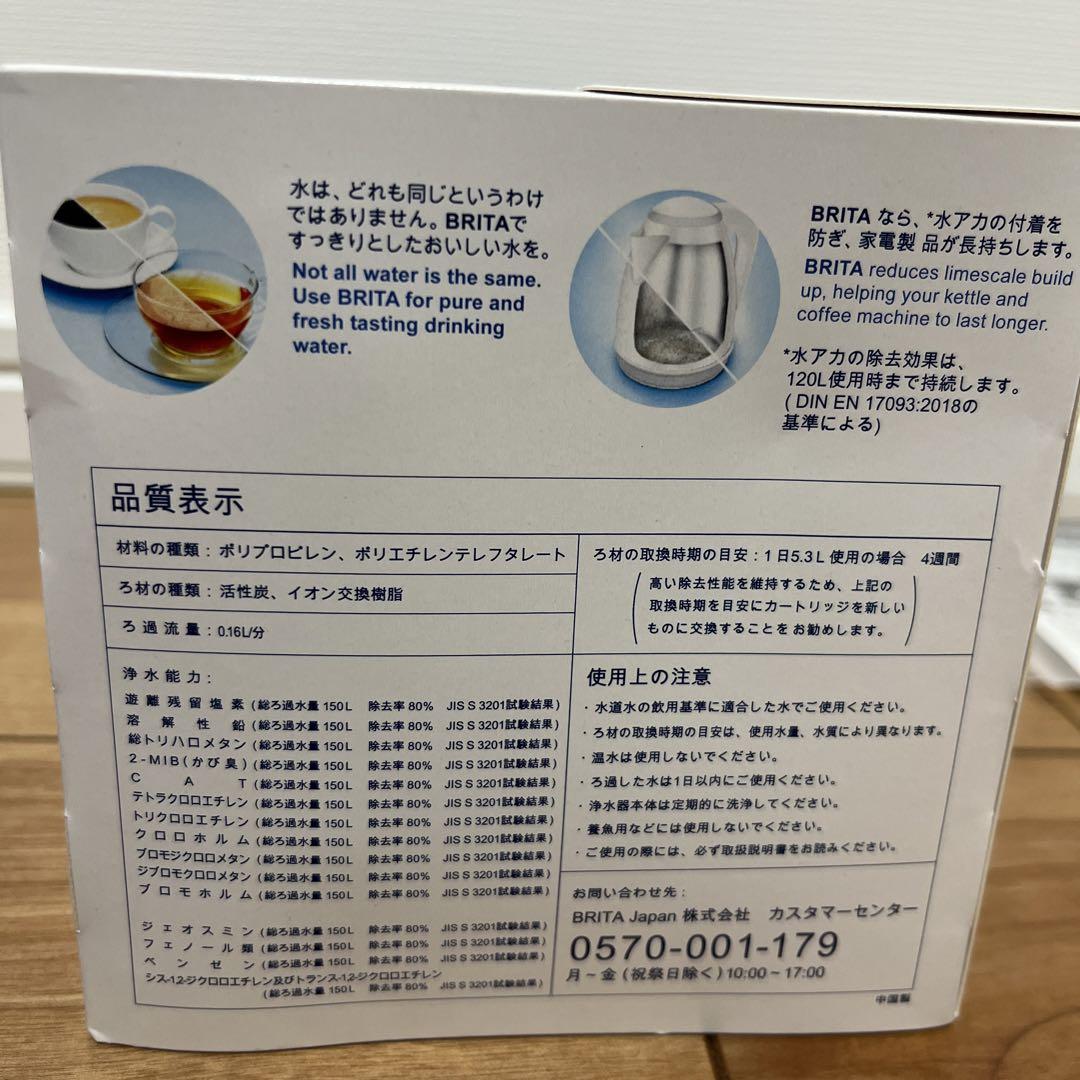 水は、どれも同じというわけ
ではありません。BRITAで
すっきりとしたおいしい水を。
Not all water is the same.
Use BRITA for pure and
fresh tasting drinking
water.
BRITA なら、*水アカの付着を
防ぎ、家電製 品が長持ちします。
BRITA reduces limescale build
up, helping your kettle and
coffee machine to last longer.
*水アカの除去効果は、
120L使用時まで持続します。
( DIN EN 17093:2018の
基準による)
品質表示
材料の種類：ポリプロピレン、ポリエチレンテレフタレート
ろ材の種類：活性炭、イオン交換樹脂
ろ過流量：0.16L/分
浄水能力：
遊離残留塩素(総ろ過水量 150L 除去率 80% JIS S 3201試験結果)
溶解性鉛(総ろ過水量 150L 除去率 80% JIS S 3201試験結果)
総トリハロメタン(総ろ過水量 150L 除去率 80% JIS S 3201試験結果)
2-MIB(かび臭)(総ろ過水量 150L 除去率 80% JIS S 3201試験結果)
CAT(総ろ過水量 150L 除去率 80% JIS S 3201試験結果)
テトラクロロエチレン(総ろ過水量 150L 除去率 80% JIS S 3201試験結果)
トリクロロエチレン(総ろ過水量 150L 除去率 80% JIS S 3201試験結果)
クロロホルム(総ろ過水量 150L 除去率 80% JIS S 3201試験結果)
ブロモジクロロメタン(総ろ過水量 150L 除去率 80% JIS S 3201試験結果)
ジブロモクロロメタン(総ろ過水量 150L 除去率 80% JIS S 3201試験結果)
ブロモホルム(総ろ過水量 150L 除去率 80% JIS S 3201試験結果)
ジェオスミン(総ろ過水量 150L 除去率 80% JIS S 3201試験結果)
フェノール類(総ろ過水量 150L 除去率 80% JIS S 3201試験結果)
ベンゼン(総ろ過水量 150L 除去率 80% JIS S 3201試験結果)
シス-1,2-ジクロロエチレン及びトランス-1,2-ジクロロエチレン
(総ろ過水量 150L 除去率 80% JIS S 3201試験結果)
ろ材の取換時期の目安：1日5.3L 使用の場合 4週間
(高い除去性能を維持するため、上記の
取換時期を目安にカートリッジを新しい
ものに交換することをお勧めします。)
使用上の注意
・水道水の飲用基準に適合した水でご使用ください。
・ろ材の取換時期の目安は、使用水量、水質により異なります。
・温水は使用しないでください。
・ろ過した水は1日以内にご使用ください。
・浄水器本体は定期的に洗浄してください。
・養魚用などには使用しないでください。
・ご使用の際には、必ず取扱説明書をお読みください。
お問い合わせ先：
BRITA Japan 株式会社 カスタマーセンター
0570-001-179
月～金(祝祭日除く)10:00～17:00
中国製